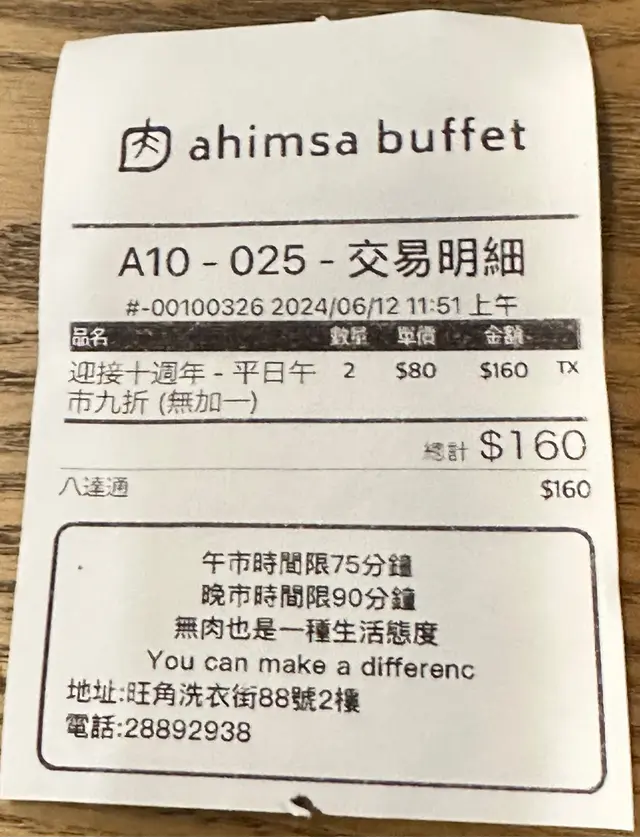 肉 ahimsa buffet
A10 - 025 - 交易明細
#-00100326 2024/06/12 11:51 上午
品名 數量 單價 金額
迎接十週年 - 平日午 2 $80 $160 TX
市九折 (無加一)
總計 $160
八達通 $160
午市時間限75分鐘
晚市時間限90分鐘
無肉也是一種生活態度
You can make a differenc
地址:旺角洗衣街88號2樓
電話:28892938